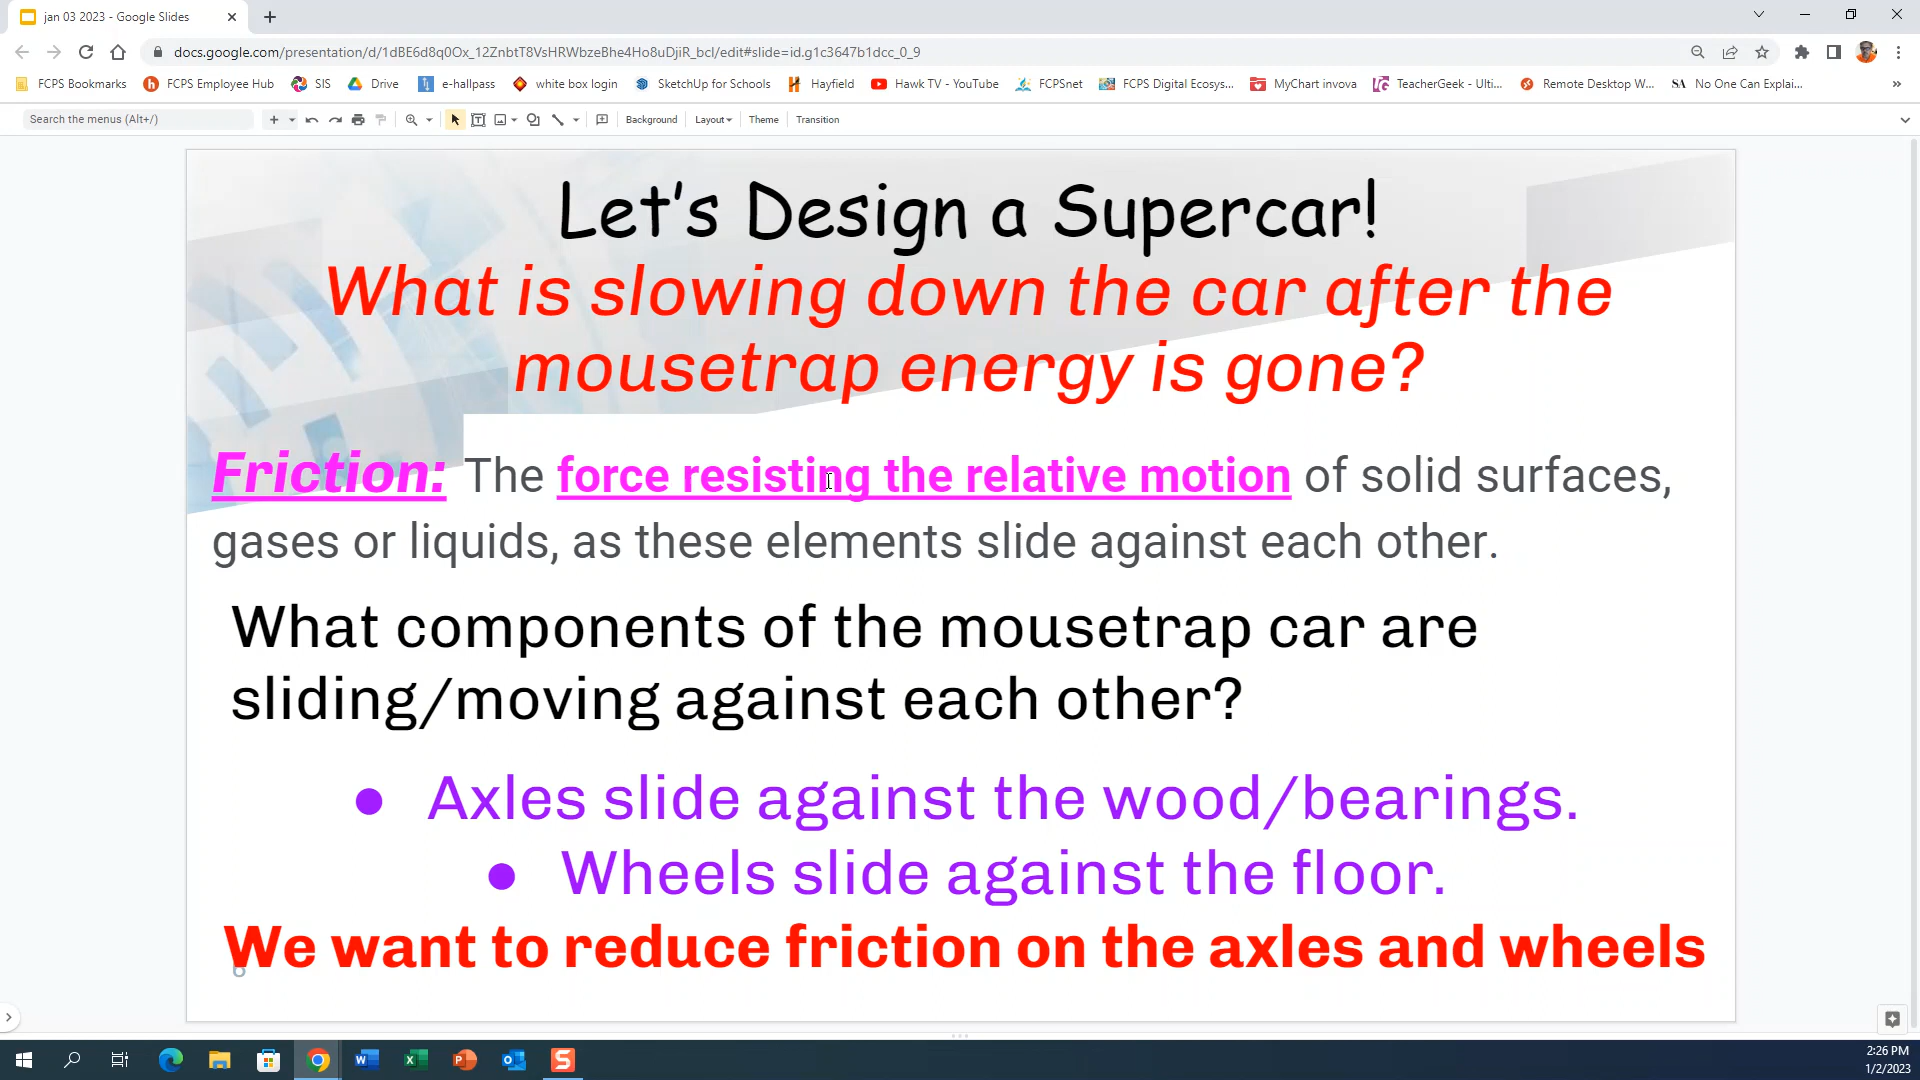 jan 03 2023 - Google Slides
docs.google.com/presentation/d/1dBE6d8q0Ox_12ZnbtT8VsHRWbzeBhe4Ho8uDjiR_bcl/edit#slide=id.g1c3647b1dcc_0_9
FCPS Bookmarks FCPS Employee Hub SIS Drive e-hallpass white box login SketchUp for Schools Hayfield Hawk TV - YouTube FCPSnet FCPS Digital Ecosys... MyChart invova TeacherGeek - Ulti... Remote Desktop W... SA No One Can Explai...
Search the menus (Alt+/) Background Layout Theme Transition
Let's Design a Supercar!
What is slowing down the car after the
mousetrap energy is gone?
Friction: The force resisting the relative motion of solid surfaces,
gases or liquids, as these elements slide against each other.
What components of the mousetrap car are
sliding/moving against each other?
● Axles slide against the wood/bearings.
● Wheels slide against the floor.
We want to reduce friction on the axles and wheels
2:26 PM
1/2/2023